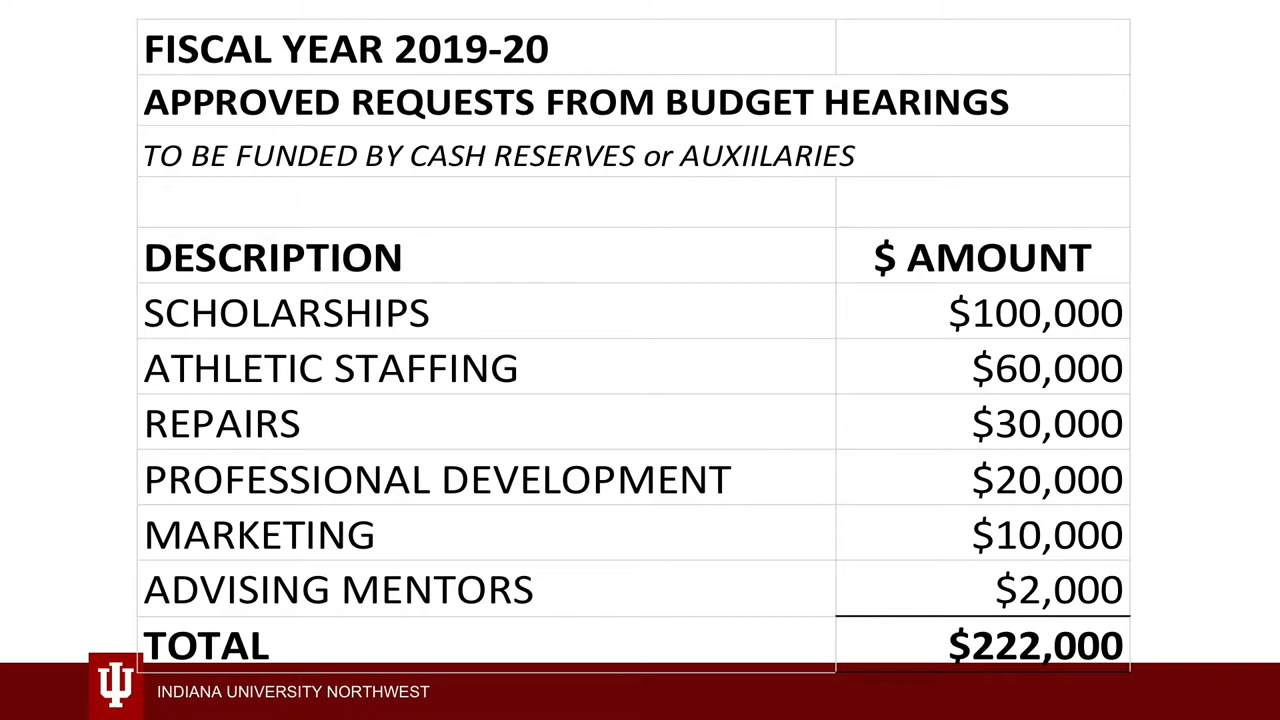 FISCAL YEAR 2019-20
APPROVED REQUESTS FROM BUDGET HEARINGS
TO BE FUNDED BY CASH RESERVES or AUXIILARIES
DESCRIPTION $ AMOUNT
SCHOLARSHIPS $100,000
ATHLETIC STAFFING $60,000
REPAIRS $30,000
PROFESSIONAL DEVELOPMENT $20,000
MARKETING $10,000
ADVISING MENTORS $2,000
TOTAL $222,000
INDIANA UNIVERSITY NORTHWEST